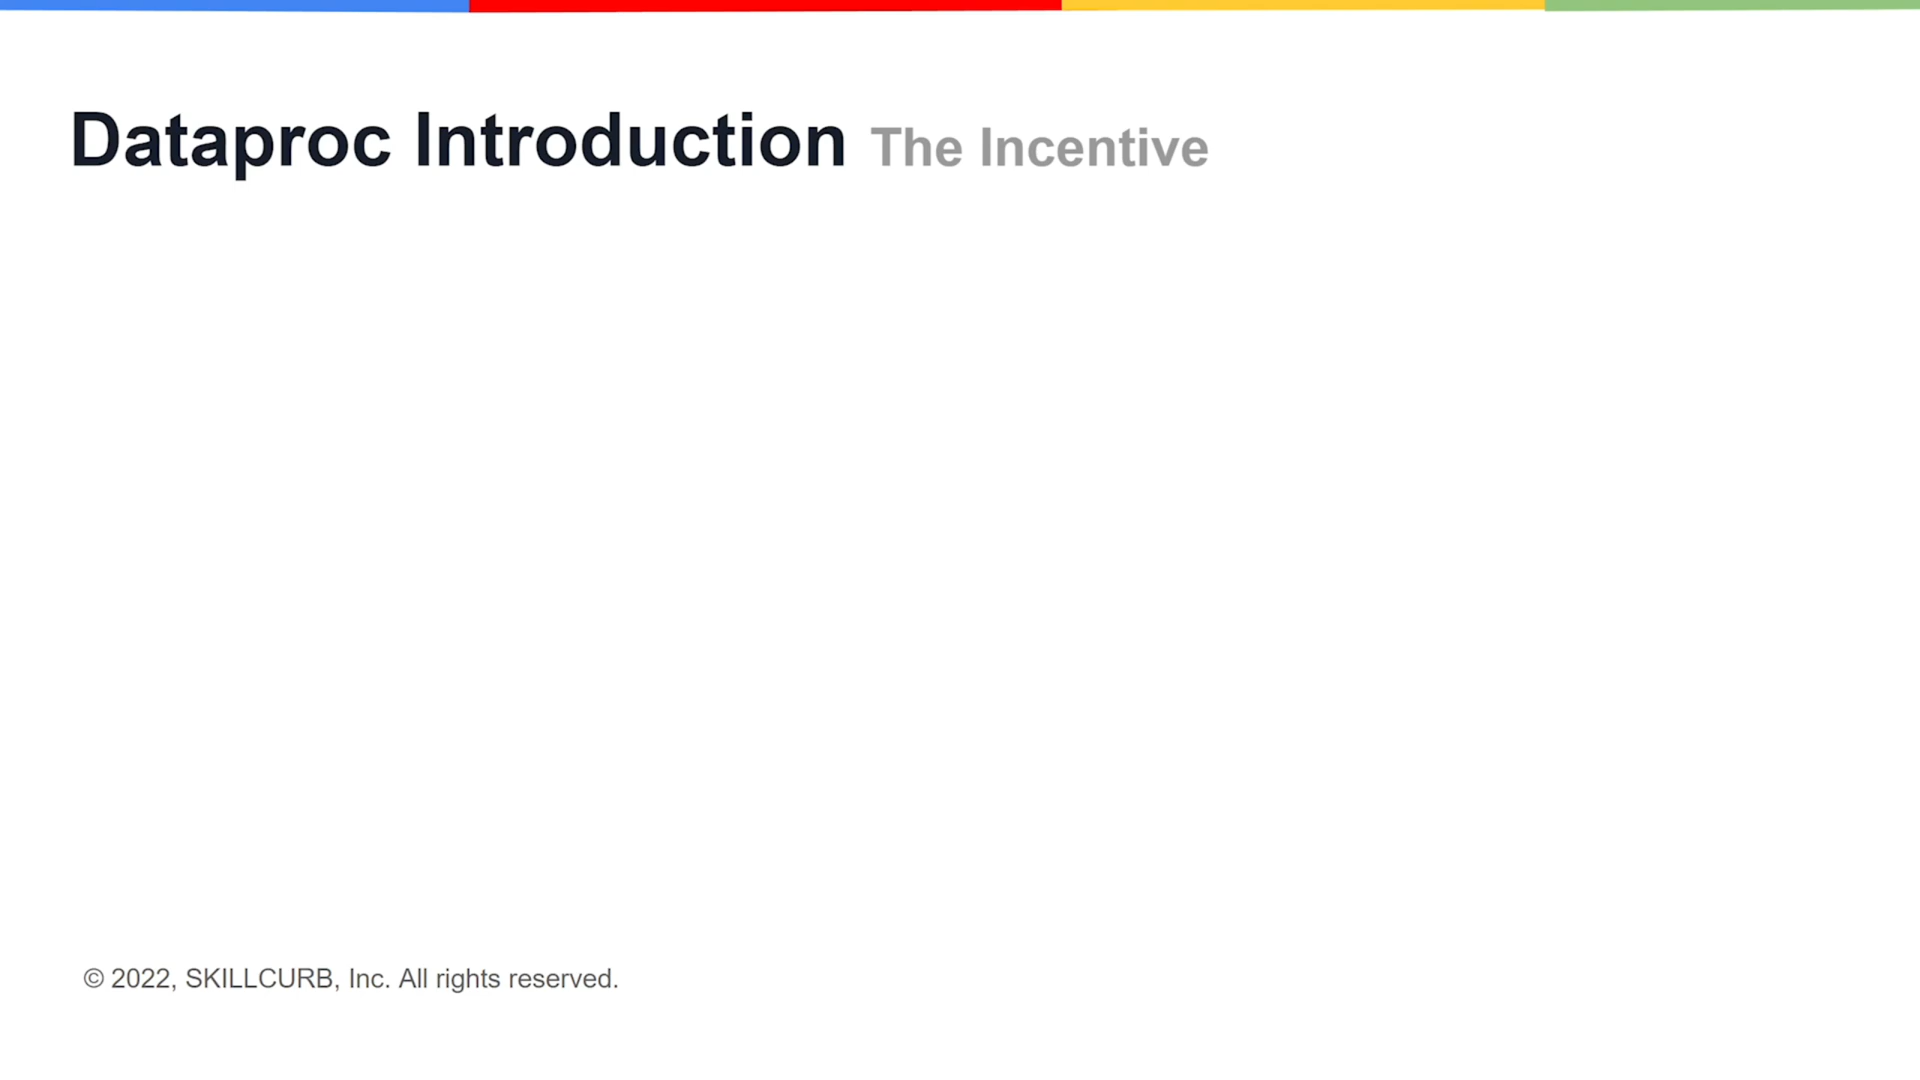 Dataproc Introduction The Incentive
© 2022, SKILLCURB, Inc. All rights reserved.